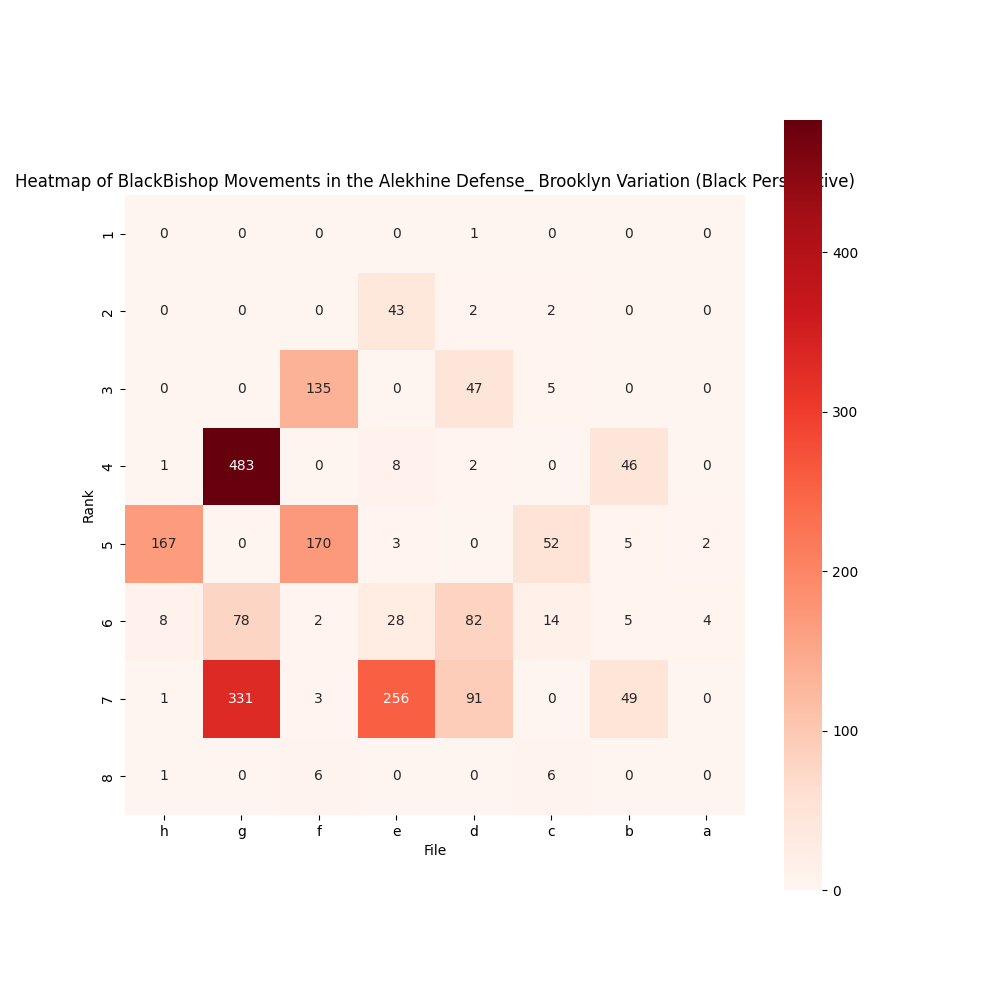 Heatmap of BlackBishop Movements in the Alekhine Defense_ Brooklyn Variation (Black Perspective)
1 0 0 0 0 1 0 0 0
2 0 0 0 43 2 2 0 0
3 0 0 135 0 47 5 0 0
4 1 483 0 8 2 0 46 0
5 167 0 170 3 0 52 5 2
6 8 78 2 28 82 14 5 4
7 1 331 3 256 91 0 49 0
8 1 0 6 0 0 6 0 0
h g f e d c b a
File
Rank
400
300
200
100
0